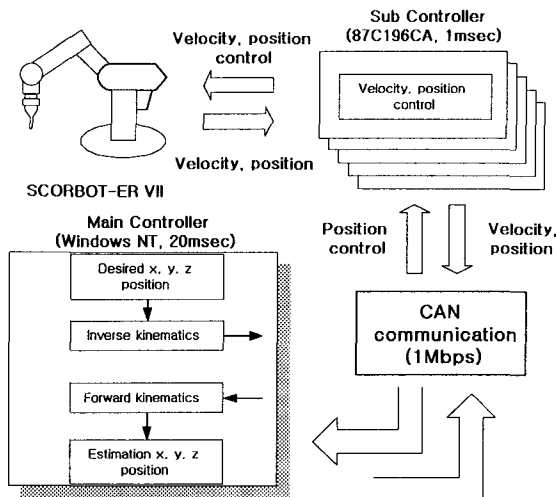 Sub Controller
(87C196CA, 1msec)
Velocity, position
control
Velocity, position
control
Velocity, position
SCORBOT-ER VII
Main Controller
(Windows NT, 20msec)
Position
control
Velocity,
position
Desired x, y, z
position
Inverse kinematics
CAN
communication
(1Mbps)
Forward kinematics
Estimation x, y, z
position